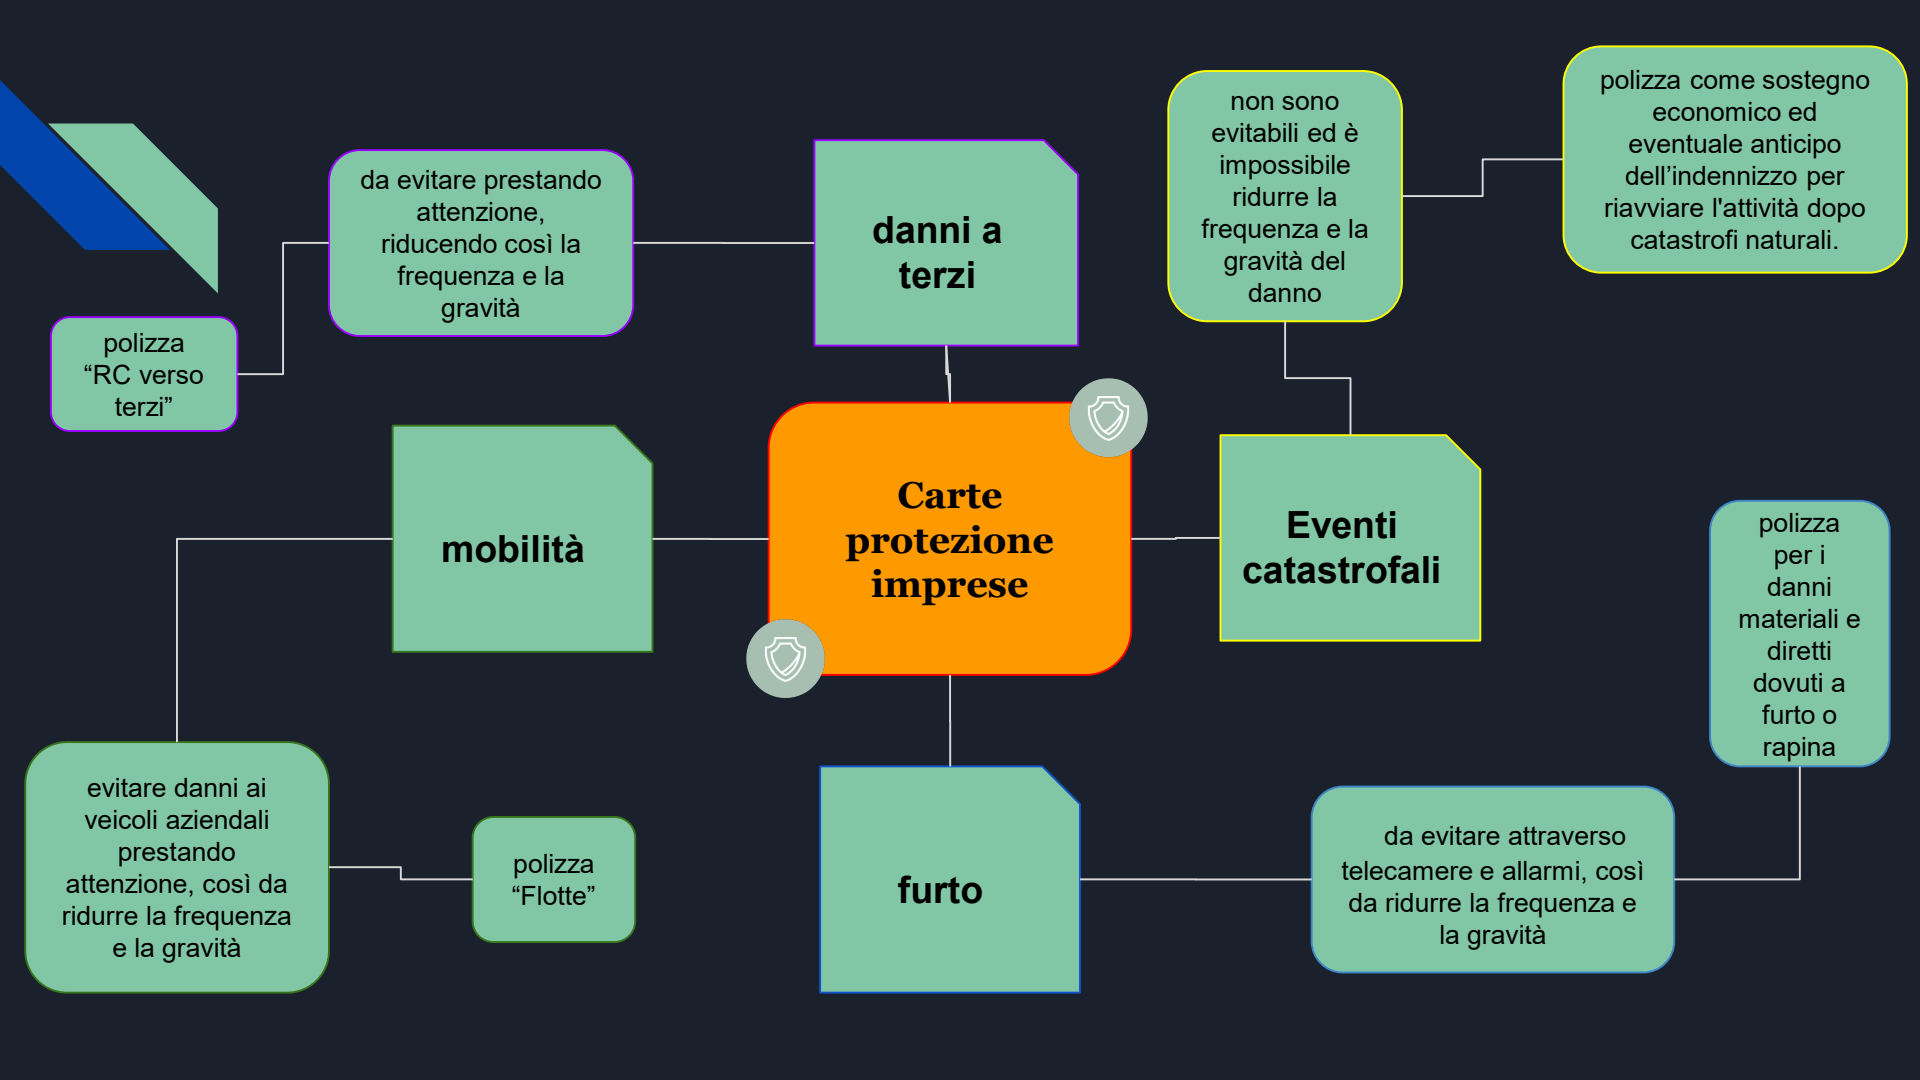 da evitare prestando
attenzione,
riducendo così la
frequenza e la
gravità
polizza
“RC verso
terzi”
danni a
terzi
non sono
evitabili ed è
impossibile
ridurre la
frequenza e la
gravità del
danno
polizza come sostegno
economico ed
eventuale anticipo
dell’indennizzo per
riavviare l'attività dopo
catastrofi naturali.
mobilità
Carte
protezione
imprese
Eventi
catastrofali
polizza
per i
danni
materiali e
diretti
dovuti a
furto o
rapina
evitare danni ai
veicoli aziendali
prestando
attenzione, così da
ridurre la frequenza
e la gravità
polizza
“Flotte”
furto
da evitare attraverso
telecamere e allarmi, così
da ridurre la frequenza e
la gravità